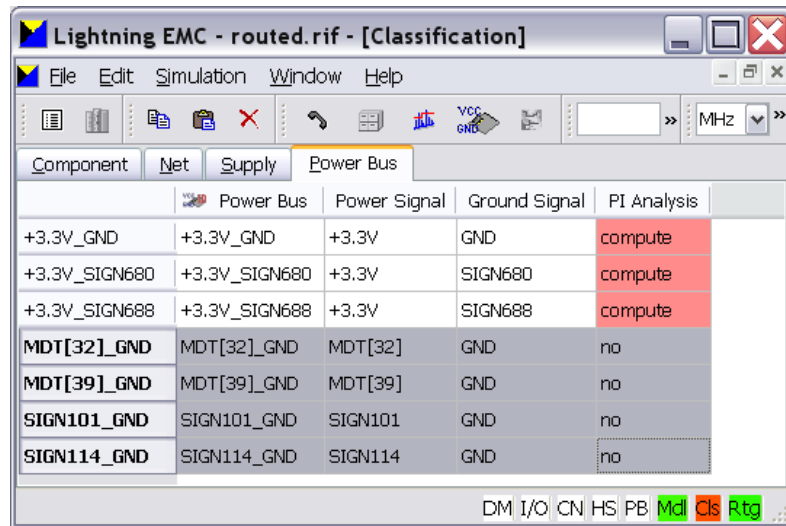 Lightning EMC - routed.rif - [Classification]
File Edit Simulation Window Help
VCC GND » MHz »
Component Net Supply Power Bus
Power Bus Power Signal Ground Signal PI Analysis
+3.3V_GND +3.3V_GND +3.3V GND compute
+3.3V_SIGN680 +3.3V_SIGN680 +3.3V SIGN680 compute
+3.3V_SIGN688 +3.3V_SIGN688 +3.3V SIGN688 compute
MDT[32]_GND MDT[32]_GND MDT[32] GND no
MDT[39]_GND MDT[39]_GND MDT[39] GND no
SIGN101_GND SIGN101_GND SIGN101 GND no
SIGN114_GND SIGN114_GND SIGN114 GND no
DM I/O CN HS PB Mdl Cls Rtg